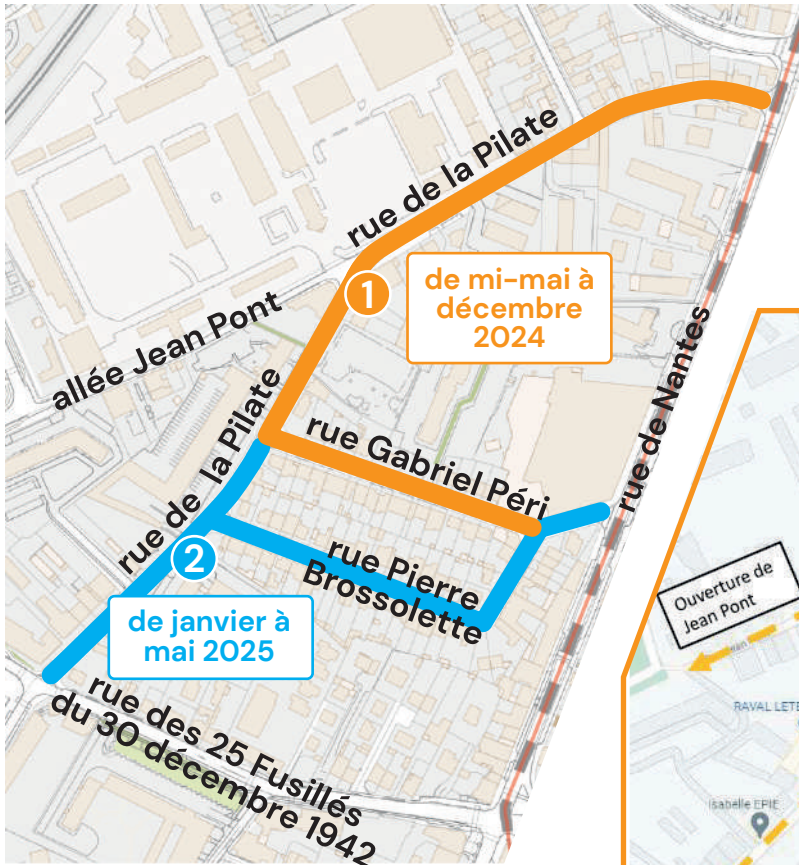 rue de la Pilate
1
de mi-mai à
décembre
2024
allée Jean Pont
rue de Nantes
rue de la Pilate
rue Gabriel Péri
2
rue Pierre
Brossolette
de janvier à
mai 2025
rue des 25 Fusillés
du 30 décembre 1942
Ouverture de
Jean Pont
RAVAL LETE
Isabelle EPIE